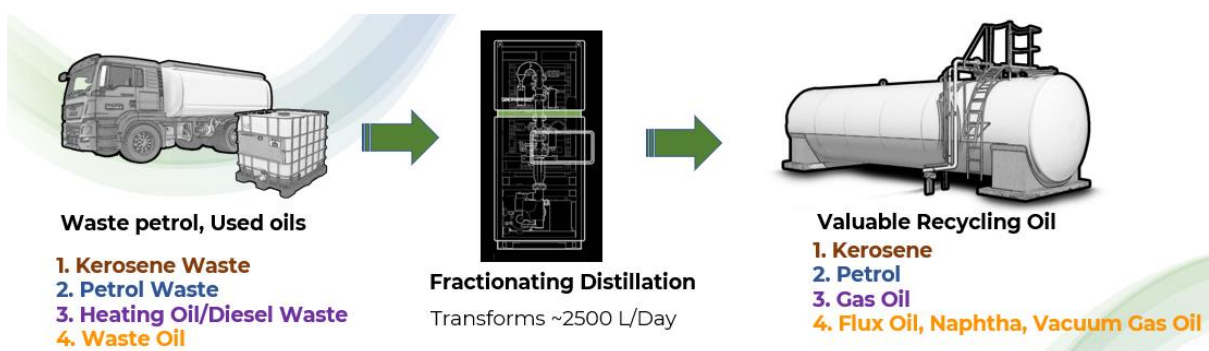 Waste petrol, Used oils
1. Kerosene Waste
2. Petrol Waste
3. Heating Oil/Diesel Waste
4. Waste Oil
Fractionating Distillation
Transforms ~2500 L/Day
Valuable Recycling Oil
1. Kerosene
2. Petrol
3. Gas Oil
4. Flux Oil, Naphtha, Vacuum Gas Oil